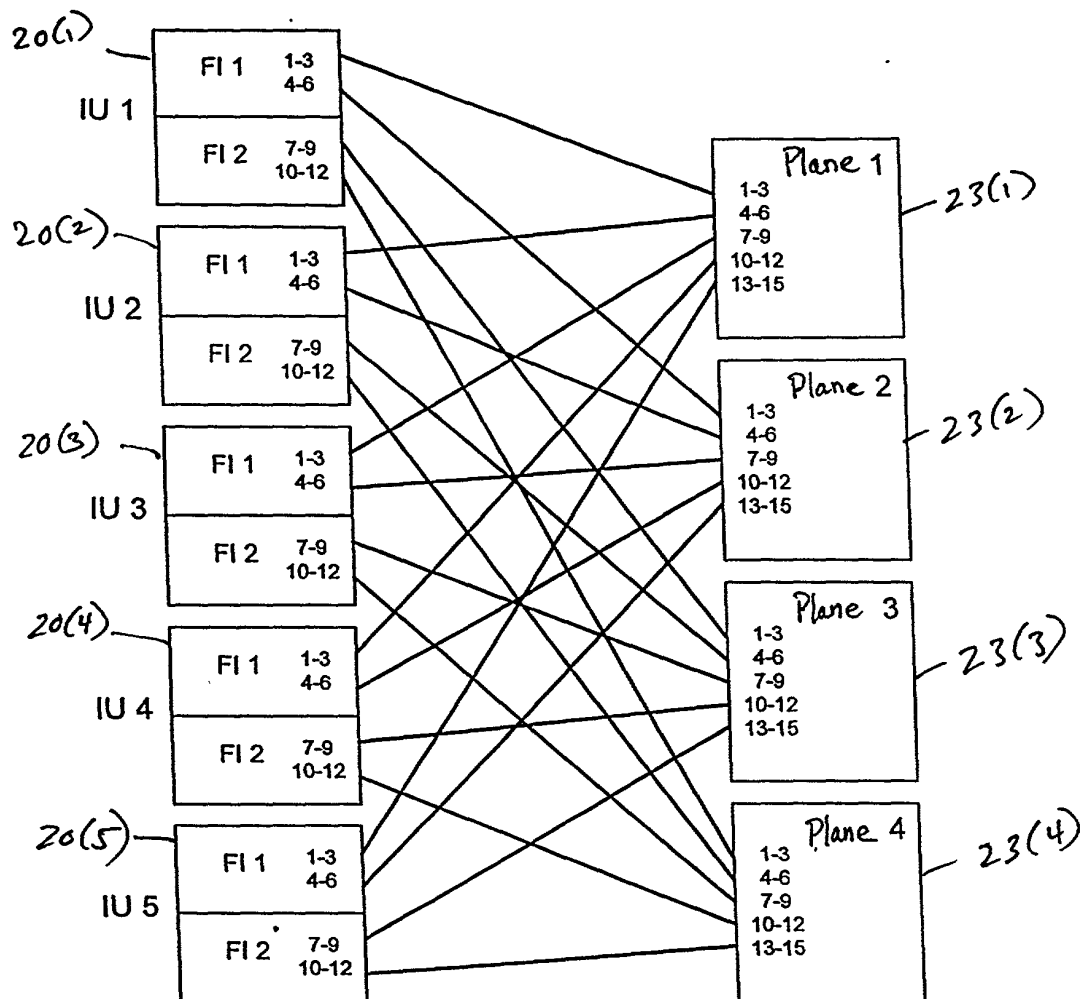 20(1)
IU 1
FI 1
1-3
4-6
FI 2
7-9
10-12
20(2)
IU 2
FI 1
1-3
4-6
FI 2
7-9
10-12
20(3)
IU 3
FI 1
1-3
4-6
FI 2
7-9
10-12
20(4)
IU 4
FI 1
1-3
4-6
FI 2
7-9
10-12
20(5)
IU 5
FI 1
1-3
4-6
FI 2
7-9
10-12
Plane 1
1-3
4-6
7-9
10-12
13-15
23(1)
Plane 2
1-3
4-6
7-9
10-12
13-15
23(2)
Plane 3
1-3
4-6
7-9
10-12
13-15
23(3)
Plane 4
1-3
4-6
7-9
10-12
13-15
23(4)